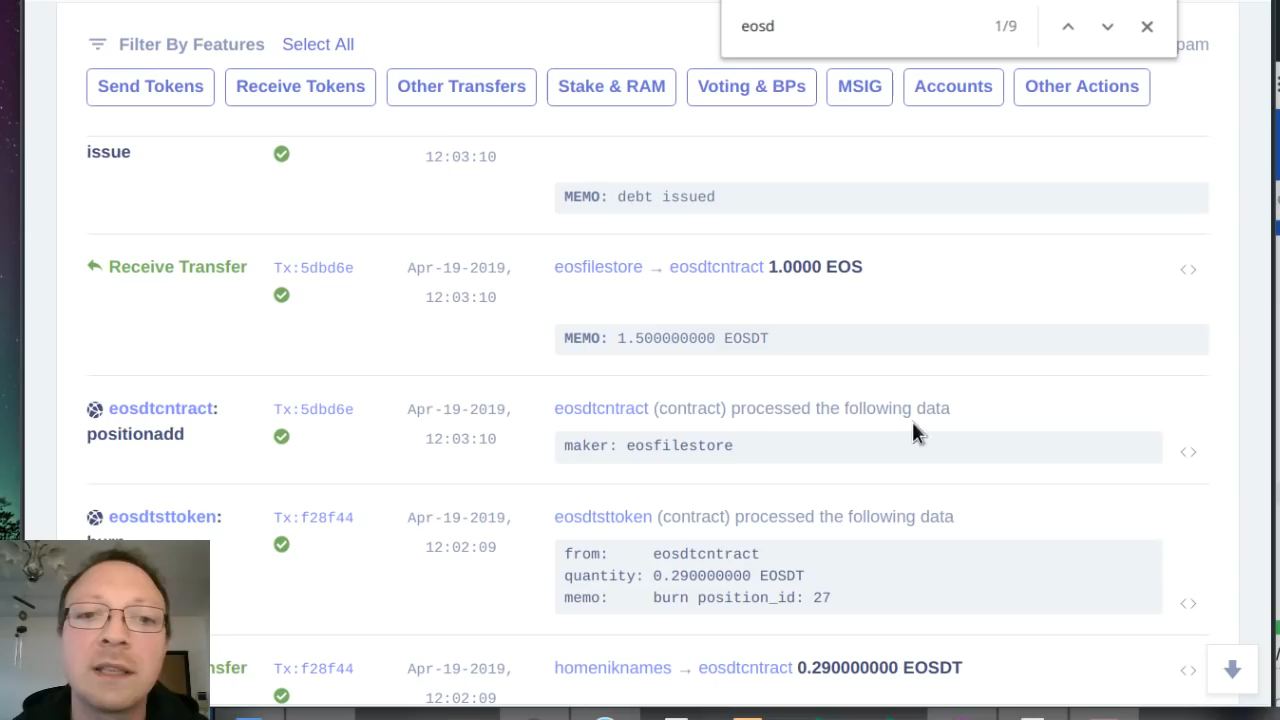 eosd 1/9
Filter By Features Select All pam
Send Tokens Receive Tokens Other Transfers Stake & RAM Voting & BPs MSIG Accounts Other Actions
issue 12:03:10
MEMO: debt issued
Receive Transfer Tx:5dbd6e Apr-19-2019, eosfilestore → eosdtcntract 1.0000 EOS <>
12:03:10
MEMO: 1.500000000 EOSDT
eosdtcntract: Tx:5dbd6e Apr-19-2019, eosdtcntract (contract) processed the following data
positionadd 12:03:10 maker: eosfilestore <>
eosdtsttoken: Tx:f28f44 Apr-19-2019, eosdtsttoken (contract) processed the following data
burn 12:02:09 from: eosdtcntract
quantity: 0.290000000 EOSDT
memo: burn position_id: 27 <>
nsfer Tx:f28f44 Apr-19-2019, homeniknames → eosdtcntract 0.290000000 EOSDT <>
12:02:09